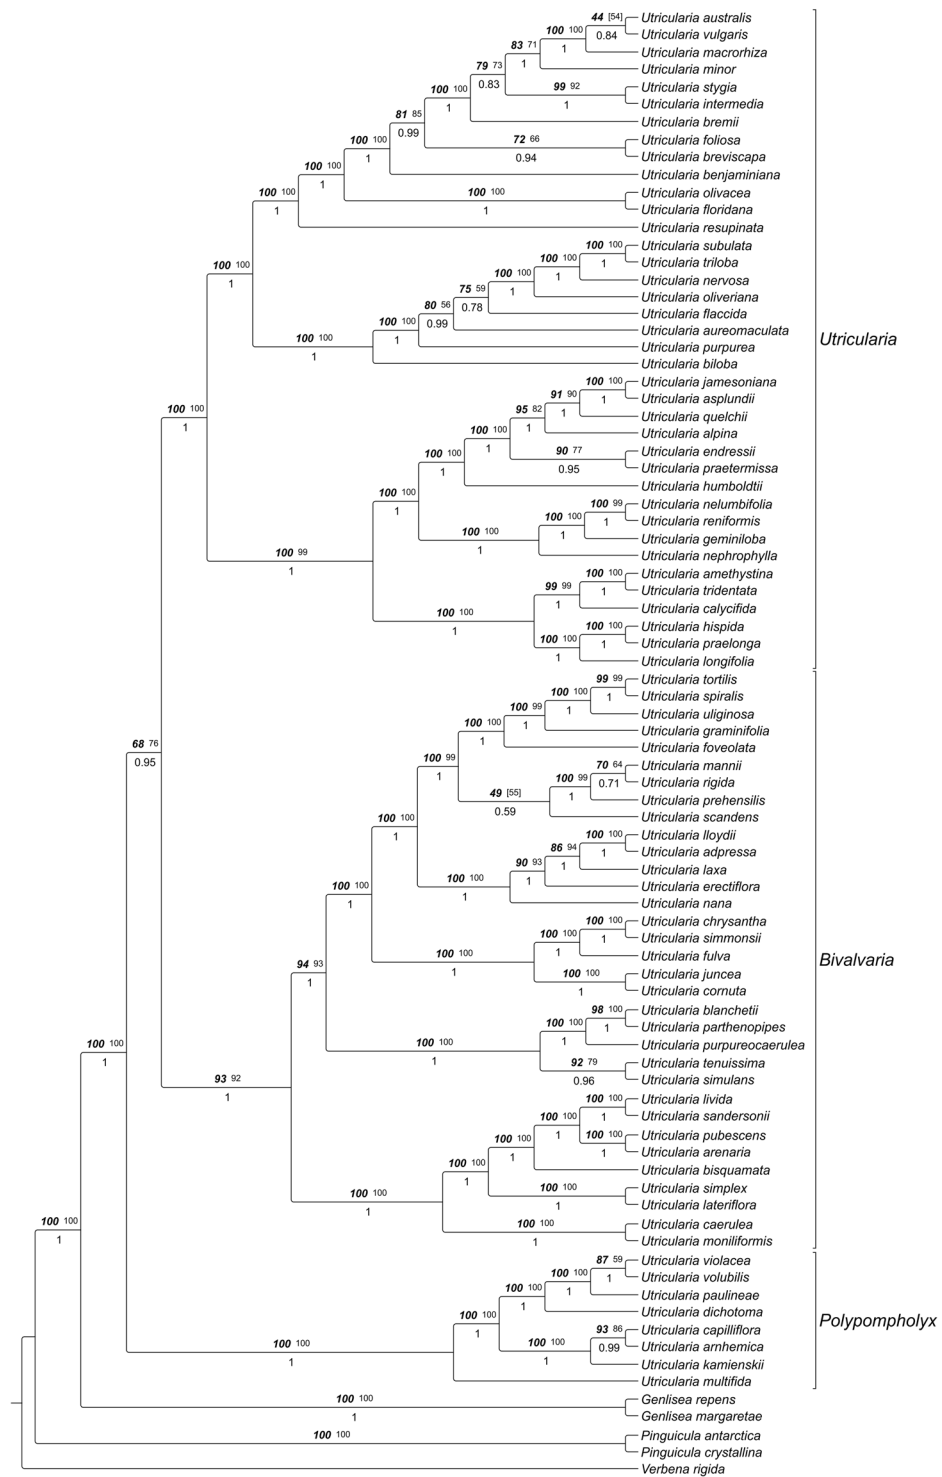 44 [54] Utricularia australis
100 100 0.84 Utricularia vulgaris
83 71 1 Utricularia macrorhiza
79 73 1 Utricularia minor
100 100 0.83 99 92 Utricularia stygia
1 1 Utricularia intermedia
81 85 Utricularia bremii
100 100 0.99 72 66 Utricularia foliosa
1 0.94 Utricularia breviscapa
100 100 Utricularia benjaminiana
1 100 100 Utricularia olivacea
100 100 1 1 Utricularia floridana
Utricularia resupinata
100 100 Utricularia subulata
100 100 1 Utricularia triloba
100 100 1 Utricularia nervosa
1 75 59 1 Utricularia oliveriana
80 56 0.78 Utricularia flaccida
100 100 0.99 Utricularia aureomaculata
100 100 1 Utricularia purpurea
1 Utricularia biloba
Utricularia
100 100 Utricularia jamesoniana
91 90 1 Utricularia asplundii
100 100 95 82 1 Utricularia quelchii
1 100 100 1 Utricularia alpina
100 100 1 90 77 Utricularia endressii
1 0.95 Utricularia praetermissa
100 100 Utricularia humboldtii
1 100 99 Utricularia nelumbifolia
100 100 1 Utricularia reniformis
100 100 1 Utricularia geminiloba
100 99 1 Utricularia nephrophylla
1 100 100 Utricularia amethystina
99 99 1 Utricularia tridentata
100 100 1 Utricularia calycifida
1 100 100 Utricularia hispida
100 100 1 Utricularia praelonga
1 Utricularia longifolia
99 99 Utricularia tortilis
100 100 1 Utricularia spiralis
100 99 1 Utricularia uliginosa
100 100 1 Utricularia graminifolia
68 76 1 Utricularia foveolata
0.95 100 99 70 64 Utricularia mannii
1 100 99 0.71 Utricularia rigida
49 [55] 1 Utricularia prehensilis
100 100 0.59 Utricularia scandens
1 100 100 Utricularia lloydii
86 94 1 Utricularia adpressa
90 93 1 Utricularia laxa
100 100 100 100 1 Utricularia erectiflora
1 1 Utricularia nana
100 100 Utricularia chrysantha
100 100 1 Utricularia simmonsii
100 100 1 Utricularia fulva
Bivalvaria
94 93 1 100 100 Utricularia juncea
1 1 Utricularia cornuta
98 100 Utricularia blanchetii
100 100 1 Utricularia parthenopipes
100 100 100 100 1 Utricularia purpureocaerulea
1 1 92 79 Utricularia tenuissima
93 92 0.96 Utricularia simulans
1 100 100 Utricularia livida
100 100 1 Utricularia sandersonii
100 100 1 100 100 Utricularia pubescens
1 1 Utricularia arenaria
100 100 Utricularia bisquamata
100 100 1 100 100 Utricularia simplex
1 1 Utricularia lateriflora
100 100 100 100 Utricularia caerulea
1 1 Utricularia moniliformis
87 59 Utricularia violacea
100 100 1 Utricularia volubilis
100 100 1 Utricularia paulineae
100 100 1 Utricularia dichotoma
Polypompholyx
1 93 86 Utricularia capilliflora
100 100 100 100 0.99 Utricularia arnhemica
1 1 Utricularia kamienskii
Utricularia multifida
100 100 Genlisea repens
1 Genlisea margaretae
100 100 Pinguicula antarctica
Pinguicula crystallina
Verbena rigida